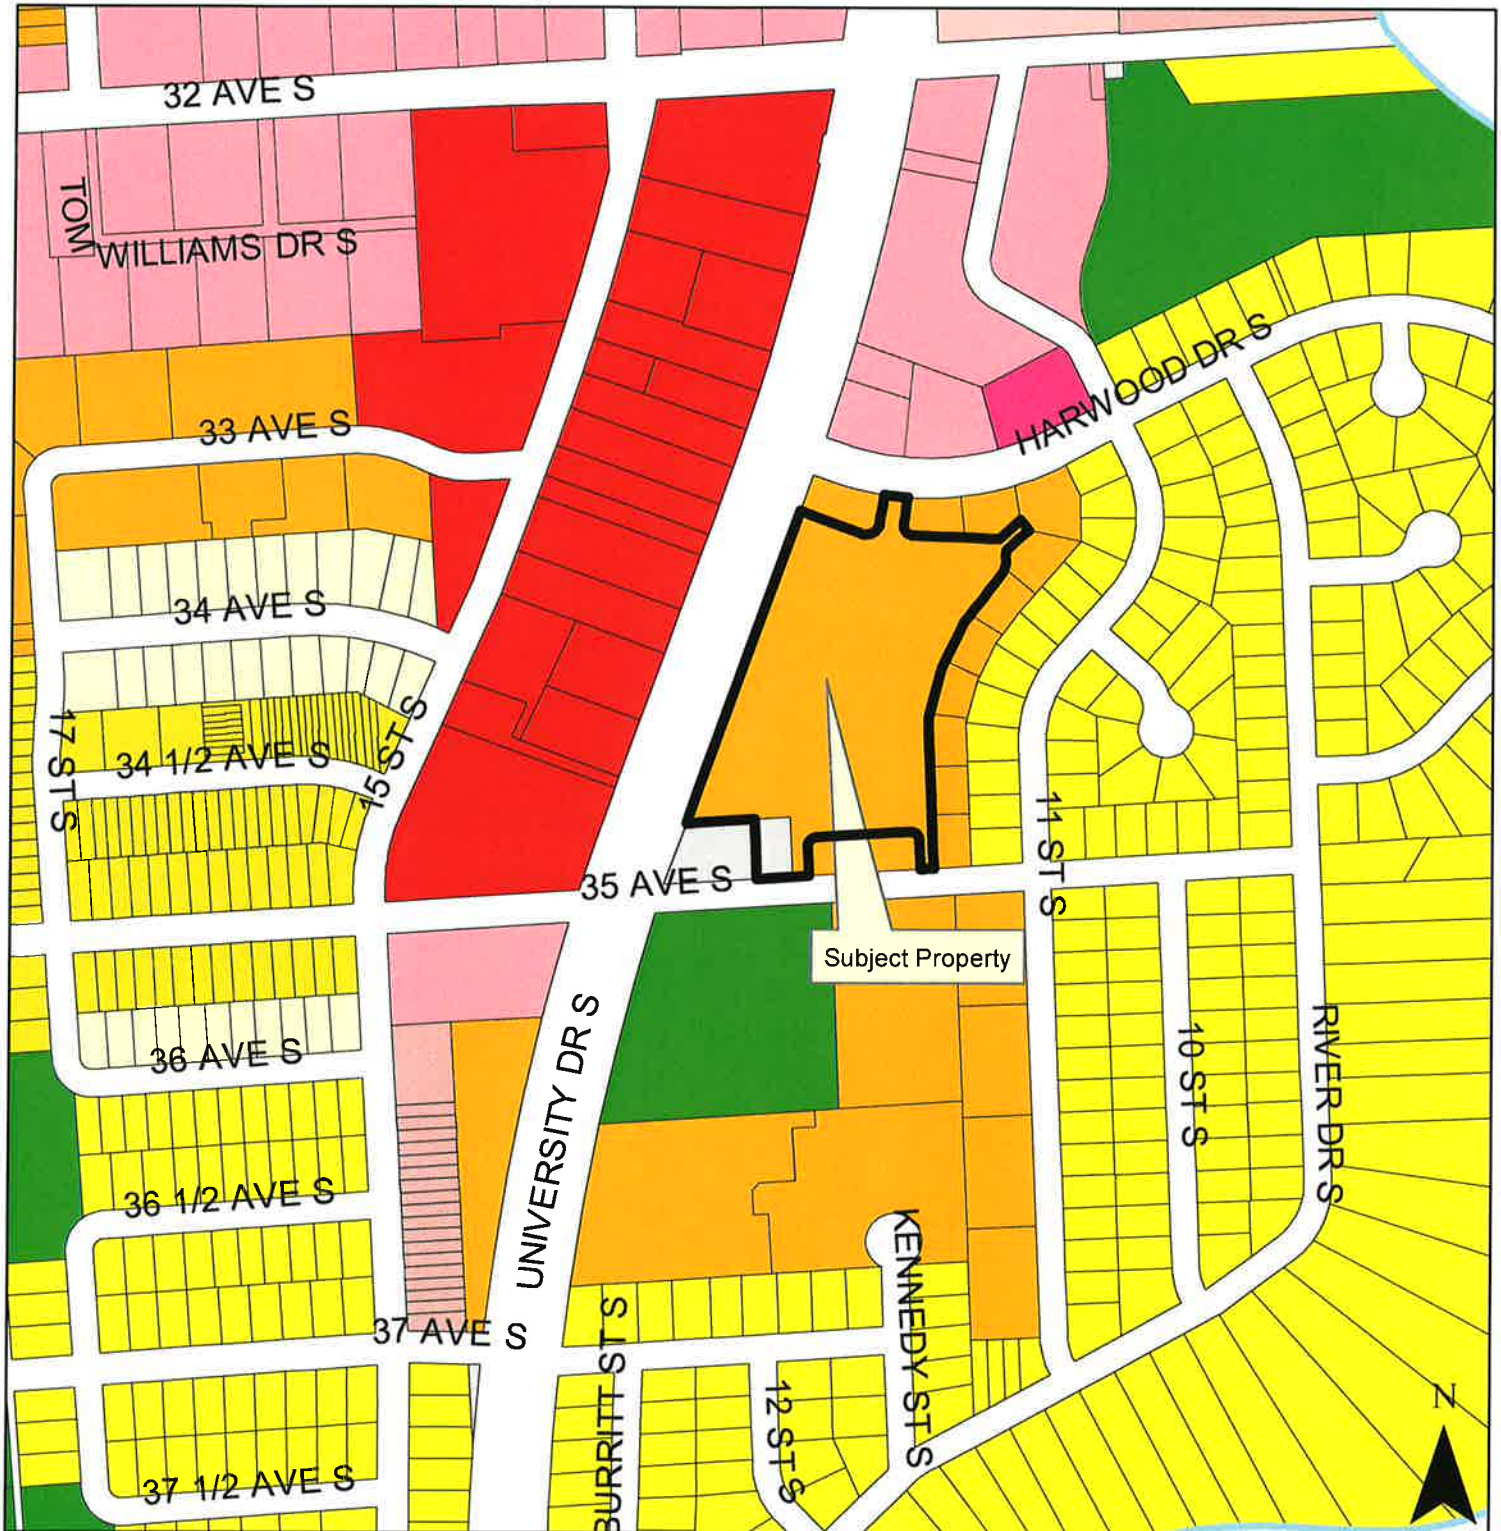 32 AVE S
TOM
WILLIAMS DR S
HARWOOD DR S
33 AVE S
34 AVE S
17 ST S
34 1/2 AVE S
15 ST S
11 ST S
35 AVE S
Subject Property
UNIVERSITY DR S
36 AVE S
10 ST S
RIVER DR S
36 1/2 AVE S
KENNEDY ST S
37 AVE S
BURRITT ST S
12 ST S
N
37 1/2 AVE S